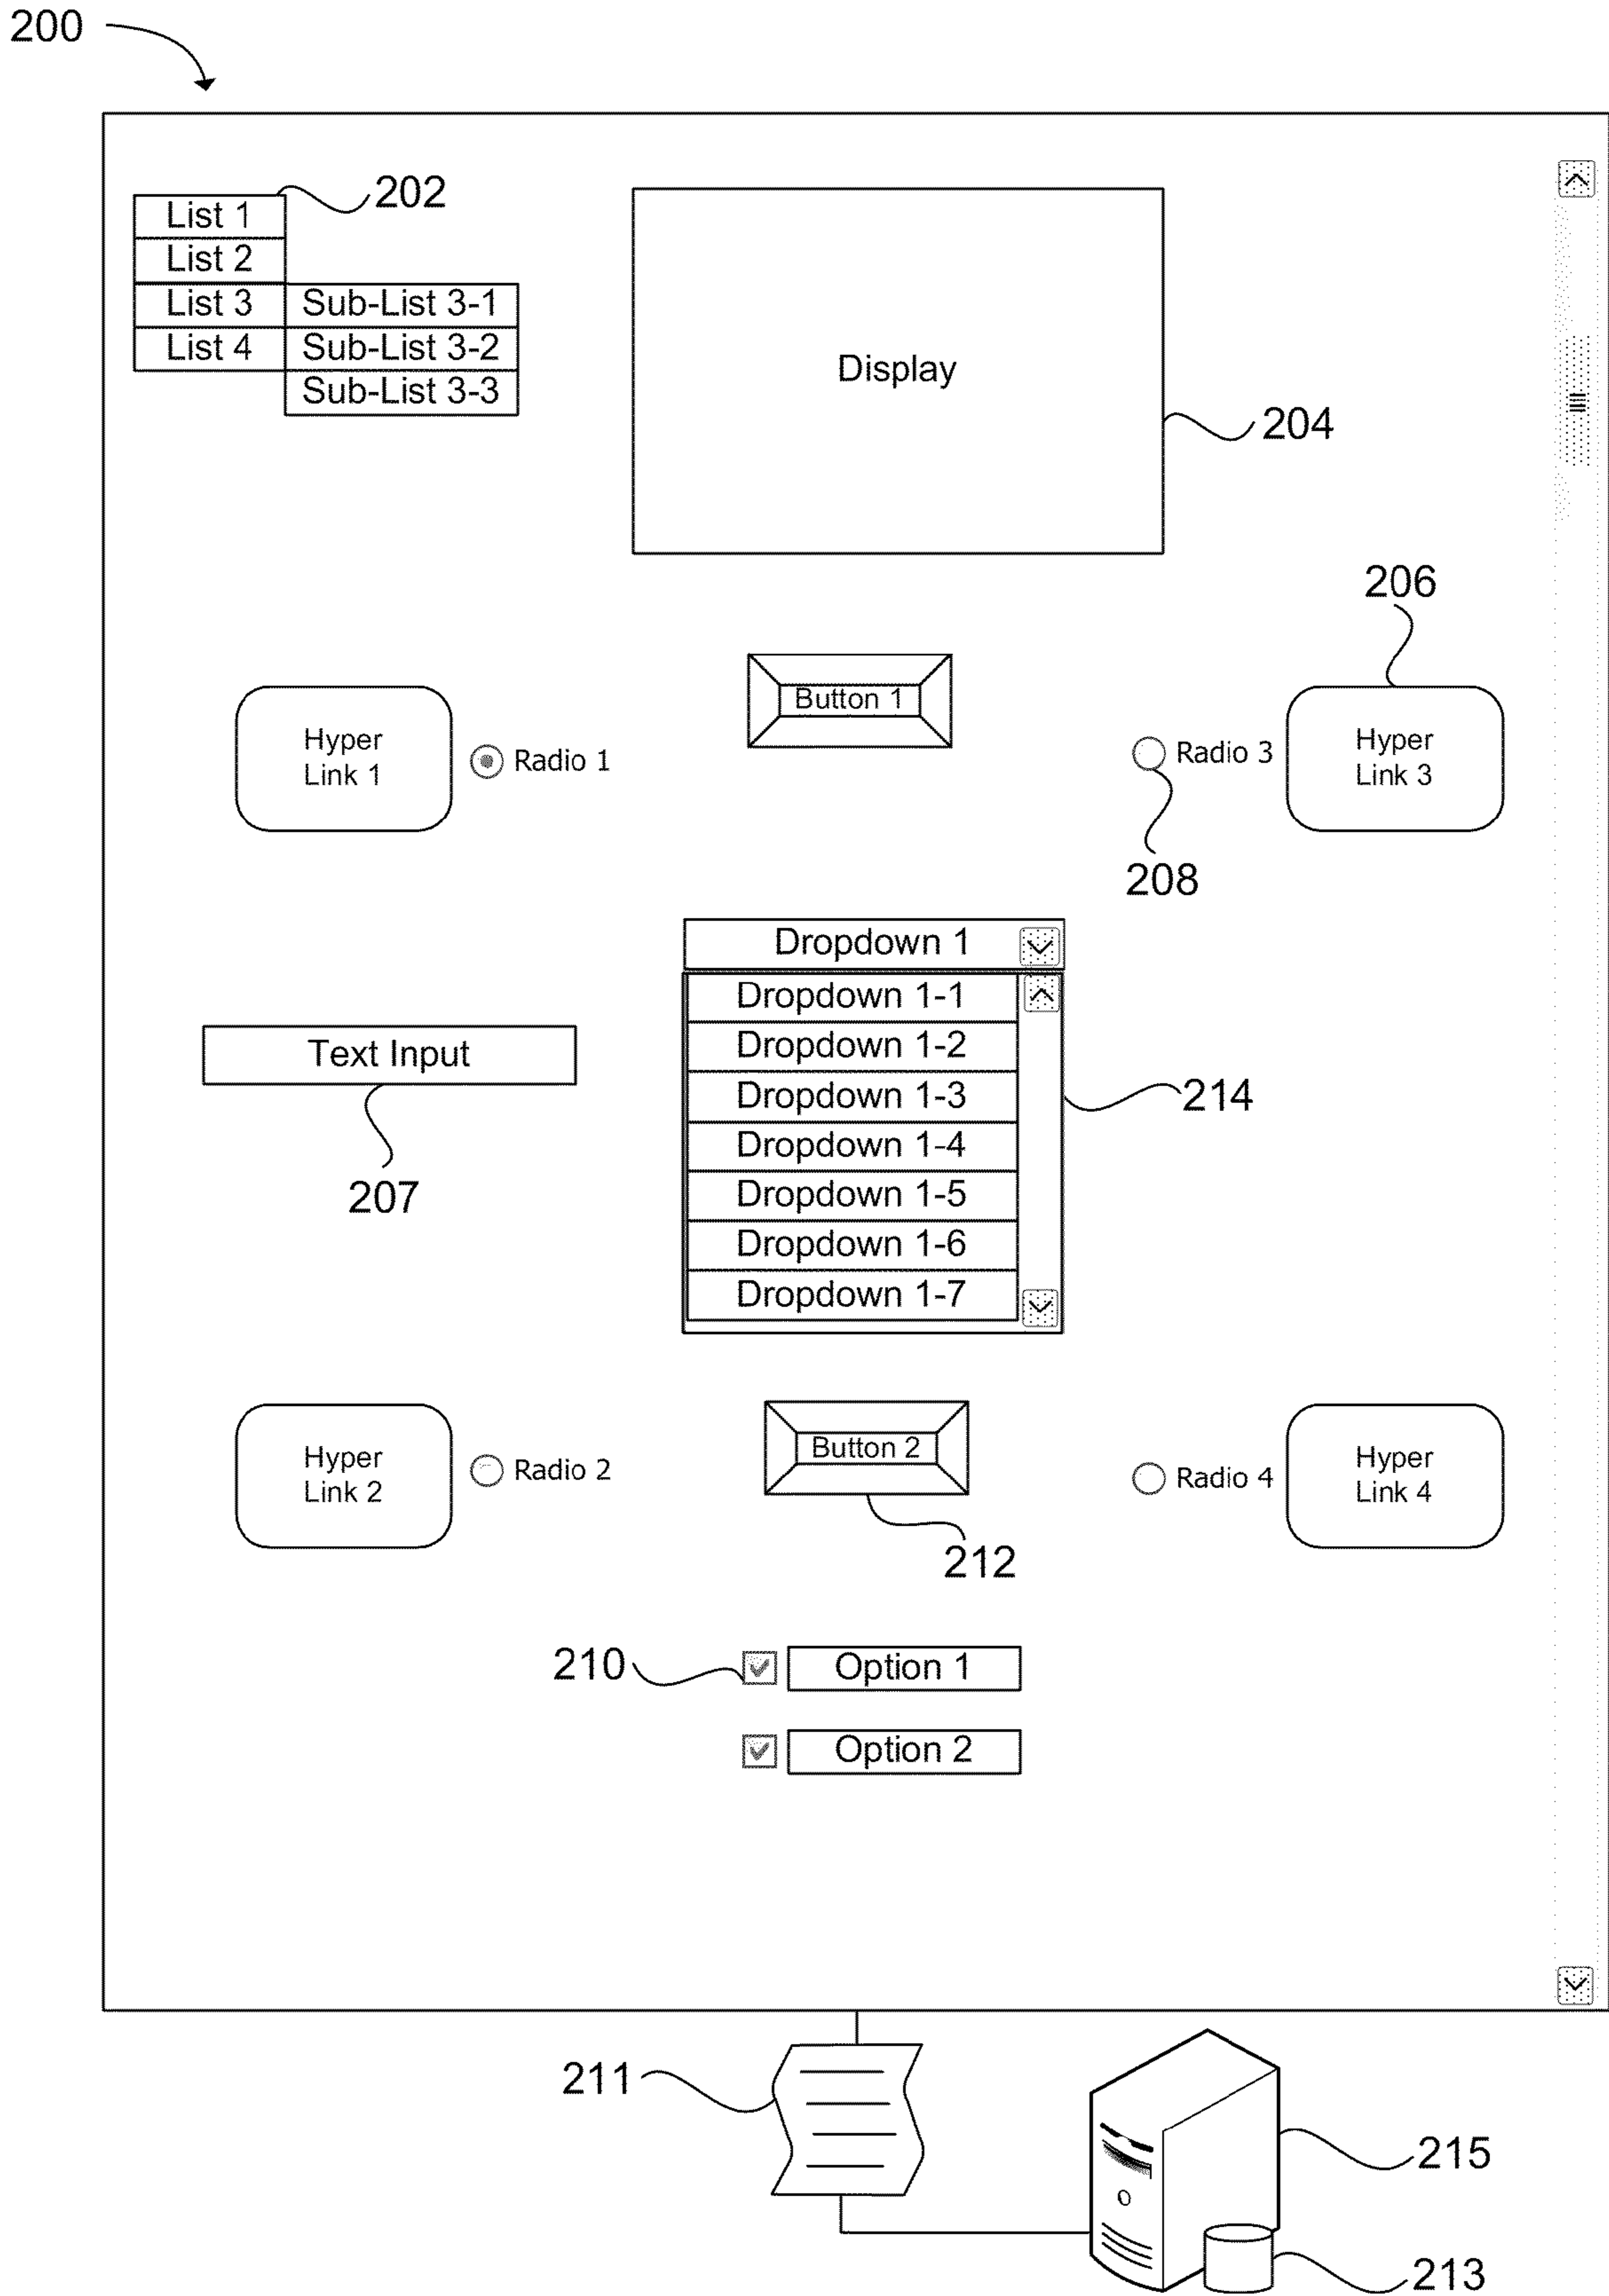 200
202
List 1
List 2
List 3 Sub-List 3-1
List 4 Sub-List 3-2
Sub-List 3-3
Display
204
206
Button 1
Hyper
Link 1
Radio 1
Radio 3
Hyper
Link 3
208
Dropdown 1
Dropdown 1-1
Dropdown 1-2
Dropdown 1-3
Dropdown 1-4
Dropdown 1-5
Dropdown 1-6
Dropdown 1-7
Text Input
214
207
Hyper
Link 2
Radio 2
Button 2
Radio 4
Hyper
Link 4
212
210
Option 1
Option 2
211
215
213